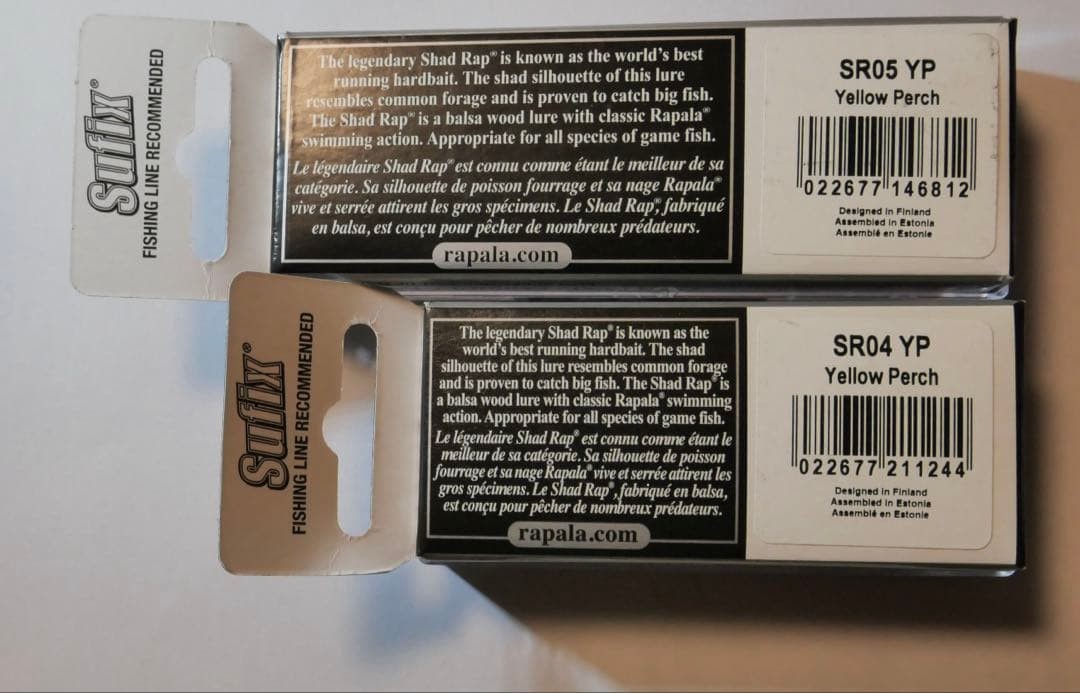 Sufix®
FISHING LINE RECOMMENDED
The legendary Shad Rap® is known as the world's best
running hardbait. The shad silhouette of this lure
resembles common forage and is proven to catch big fish.
The Shad Rap® is a balsa wood lure with classic Rapala®
swimming action. Appropriate for all species of game fish.
Le légendaire Shad Rap® est connu comme étant le meilleur de sa
catégorie. Sa silhouette de poisson fourrage et sa nage Rapala®
vive et serrée attirent les gros spécimens. Le Shad Rap®, fabriqué
en balsa, est conçu pour pêcher de nombreux prédateurs.
rapala.com
SR05 YP
Yellow Perch
022677 146812
Designed in Finland
Assembled in Estonia
Assemblé en Estonie
Sufix®
FISHING LINE RECOMMENDED
The legendary Shad Rap® is known as the
world's best running hardbait. The shad
silhouette of this lure resembles common forage
and is proven to catch big fish. The Shad Rap® is
a balsa wood lure with classic Rapala® swimming
action. Appropriate for all species of game fish.
Le légendaire Shad Rap® est connu comme étant le
meilleur de sa catégorie. Sa silhouette de poisson
fourrage et sa nage Rapala® vive et serrée attirent les
gros spécimens. Le Shad Rap®, fabriqué en balsa,
est conçu pour pêcher de nombreux prédateurs.
rapala.com
SR04 YP
Yellow Perch
022677 211244
Designed in Finland
Assembled in Estonia
Assemblé en Estonie